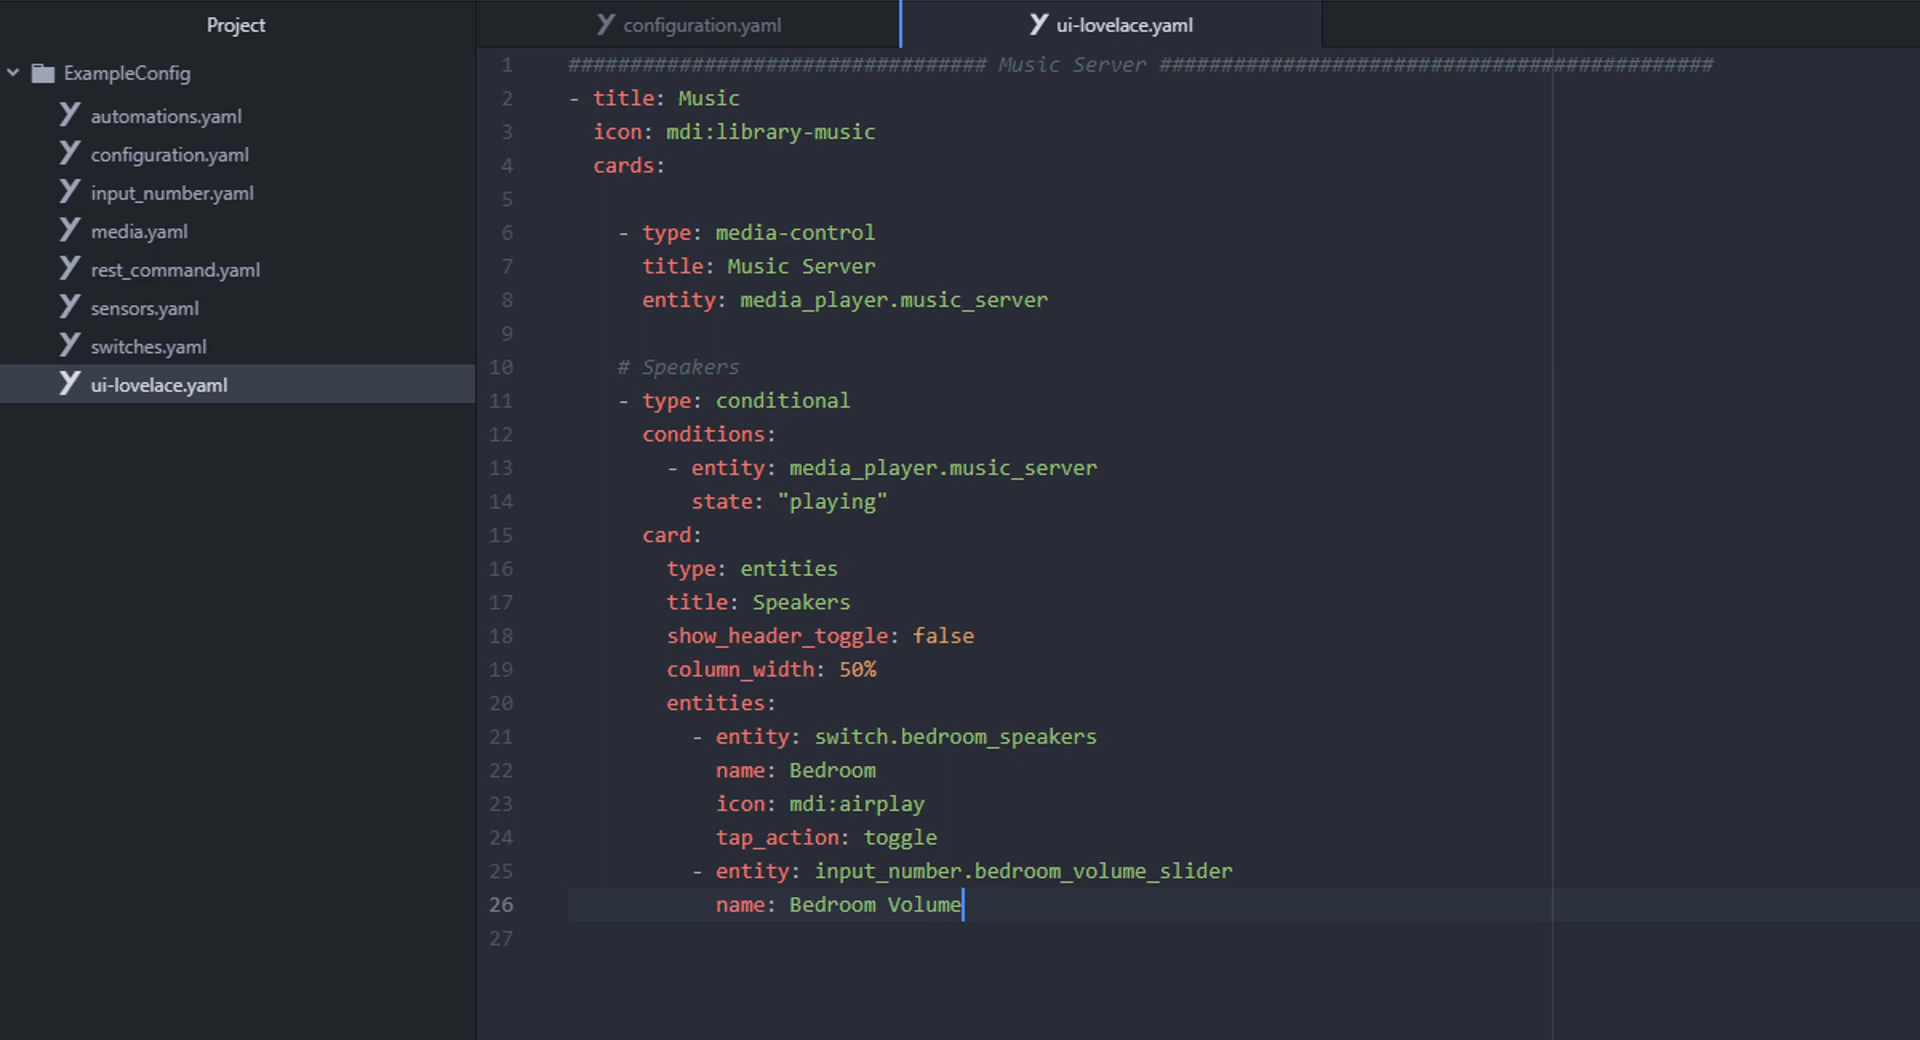 Project
ExampleConfig
automations.yaml
configuration.yaml
input_number.yaml
media.yaml
rest_command.yaml
sensors.yaml
switches.yaml
ui-lovelace.yaml
configuration.yaml ui-lovelace.yaml
1 ################################## Music Server #############################################
2 - title: Music
3 icon: mdi:library-music
4 cards:
5
6 - type: media-control
7 title: Music Server
8 entity: media_player.music_server
9
10 # Speakers
11 - type: conditional
12 conditions:
13 - entity: media_player.music_server
14 state: "playing"
15 card:
16 type: entities
17 title: Speakers
18 show_header_toggle: false
19 column_width: 50%
20 entities:
21 - entity: switch.bedroom_speakers
22 name: Bedroom
23 icon: mdi:airplay
24 tap_action: toggle
25 - entity: input_number.bedroom_volume_slider
26 name: Bedroom Volume
27